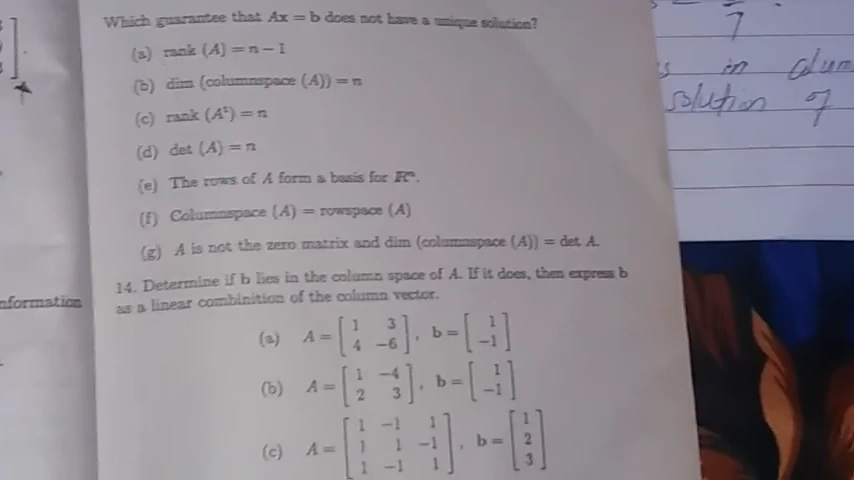 Which guarantee that Ax = b does not have a unique solution?
(a) rank (A) = n − 1
(b) dim (columnspace (A)) = n
(c) rank (A²) = n
(d) det (A) = n
(e) The rows of A form a basis for ℝⁿ.
(f) Columnspace (A) = rowspace (A)
(g) A is not the zero matrix and dim (columnspace (A)) = det A.
14. Determine if b lies in the column space of A. If it does, then express b
as a linear combinition of the column vector.
(a) A = [ 1 3 ; 4 −6 ], b = [ 1 ; −1 ]
(b) A = [ 1 −4 ; 2 3 ], b = [ 1 ; −1 ]
(c) A = [ 1 −1 1 ; 1 1 −1 ; 1 −1 1 ], b = [ 1 ; 2 ; 3 ]
7
in
solution of